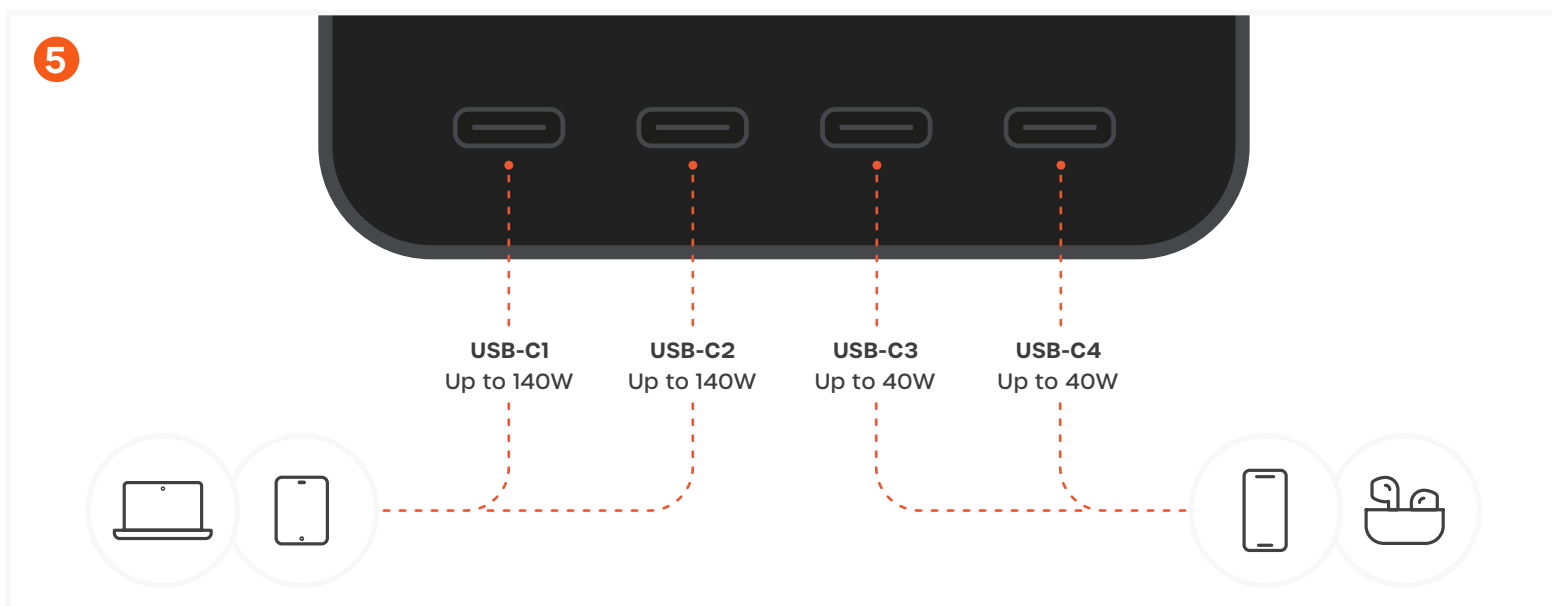 5
USB-C1
Up to 140W
USB-C2
Up to 140W
USB-C3
Up to 40W
USB-C4
Up to 40W